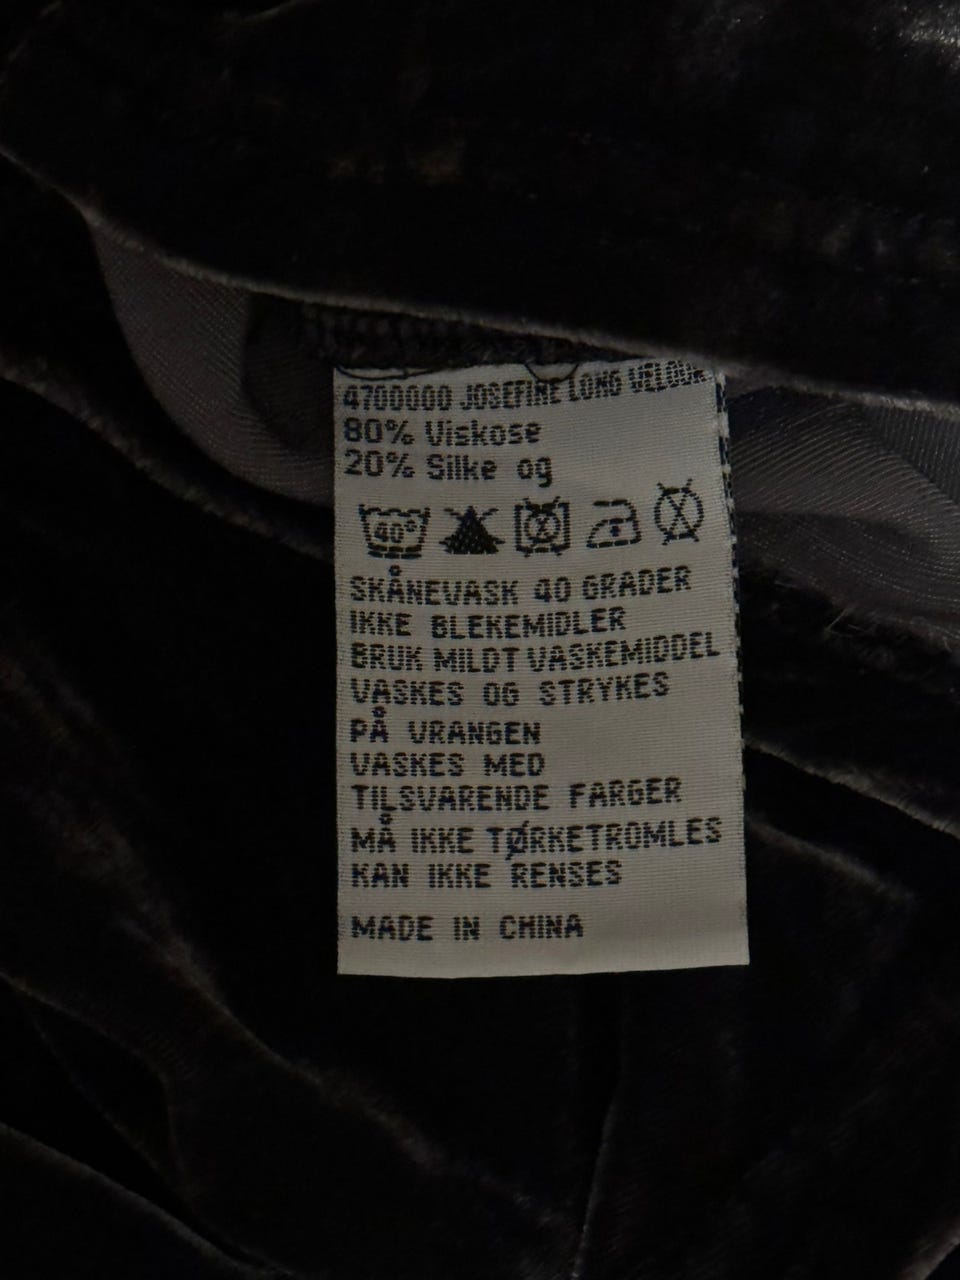 4700000 JOSEFINE LONG VELOUR
80% Viskose
20% Silke og
40°
SKÅNEVASK 40 GRADER
IKKE BLEKEMIDLER
BRUK MILDT VASKEMIDDEL
VASKES OG STRYKES
PÅ VRANGEN
VASKES MED
TILSVARENDE FARGER
MÅ IKKE TØRKETROMLES
KAN IKKE RENSES
MADE IN CHINA